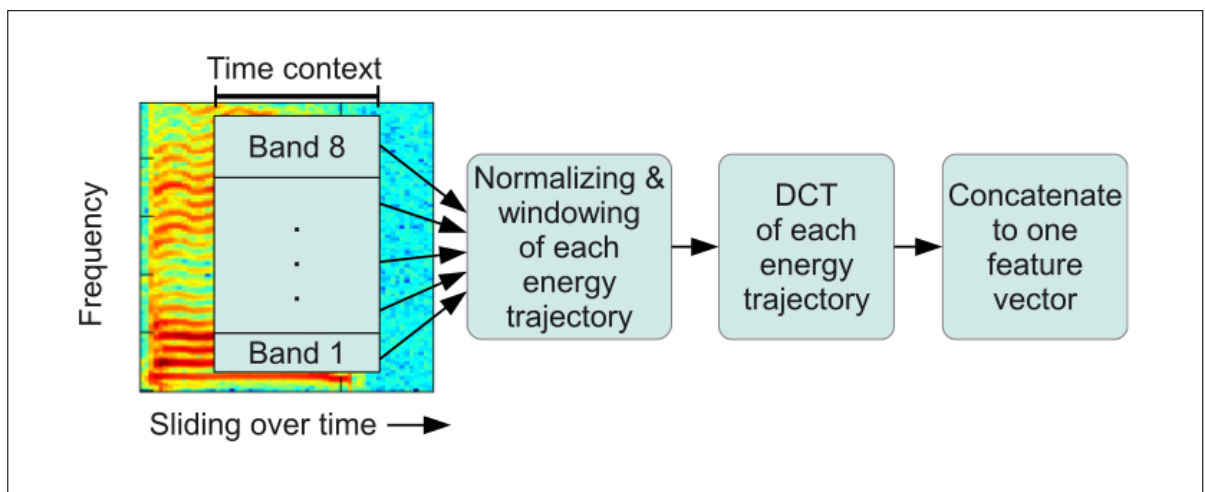 Time context
Band 8
.
.
.
Band 1
Frequency
Sliding over time
Normalizing &
windowing
of each
energy
trajectory
DCT
of each
energy
trajectory
Concatenate
to one
feature
vector